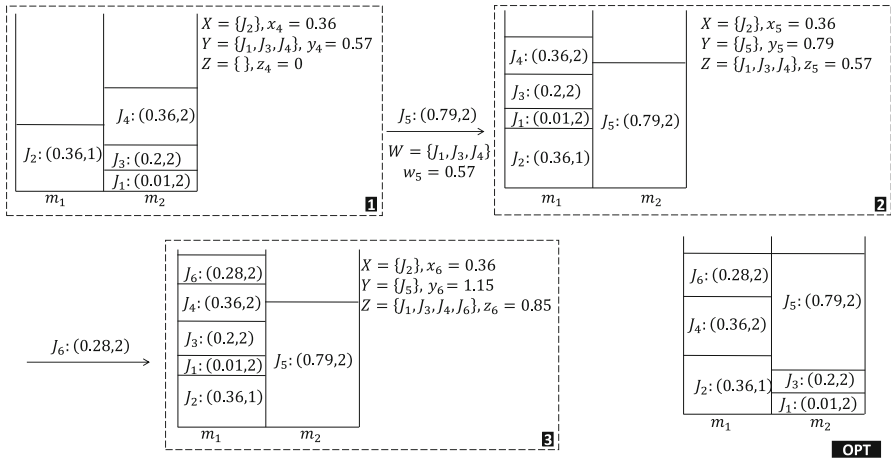 X = {J₂}, x₄ = 0.36
Y = {J₁, J₃, J₄}, y₄ = 0.57
Z = { }, z₄ = 0
J₄: (0.36,2)
J₂: (0.36,1)
J₃: (0.2,2)
J₁: (0.01,2)
m₁
m₂
1
J₅: (0.79,2)
W = {J₁, J₃, J₄}
w₅ = 0.57
X = {J₂}, x₅ = 0.36
Y = {J₅}, y₅ = 0.79
Z = {J₁, J₃, J₄}, z₅ = 0.57
J₄: (0.36,2)
J₃: (0.2,2)
J₁: (0.01,2)
J₅: (0.79,2)
J₂: (0.36,1)
m₁
m₂
2
J₆: (0.28,2)
X = {J₂}, x₆ = 0.36
Y = {J₅}, y₆ = 1.15
Z = {J₁, J₃, J₄, J₆}, z₆ = 0.85
J₆: (0.28,2)
J₄: (0.36,2)
J₃: (0.2,2)
J₁: (0.01,2)
J₅: (0.79,2)
J₂: (0.36,1)
m₁
m₂
3
J₆: (0.28,2)
J₅: (0.79,2)
J₄: (0.36,2)
J₂: (0.36,1)
J₃: (0.2,2)
J₁: (0.01,2)
m₁
m₂
OPT